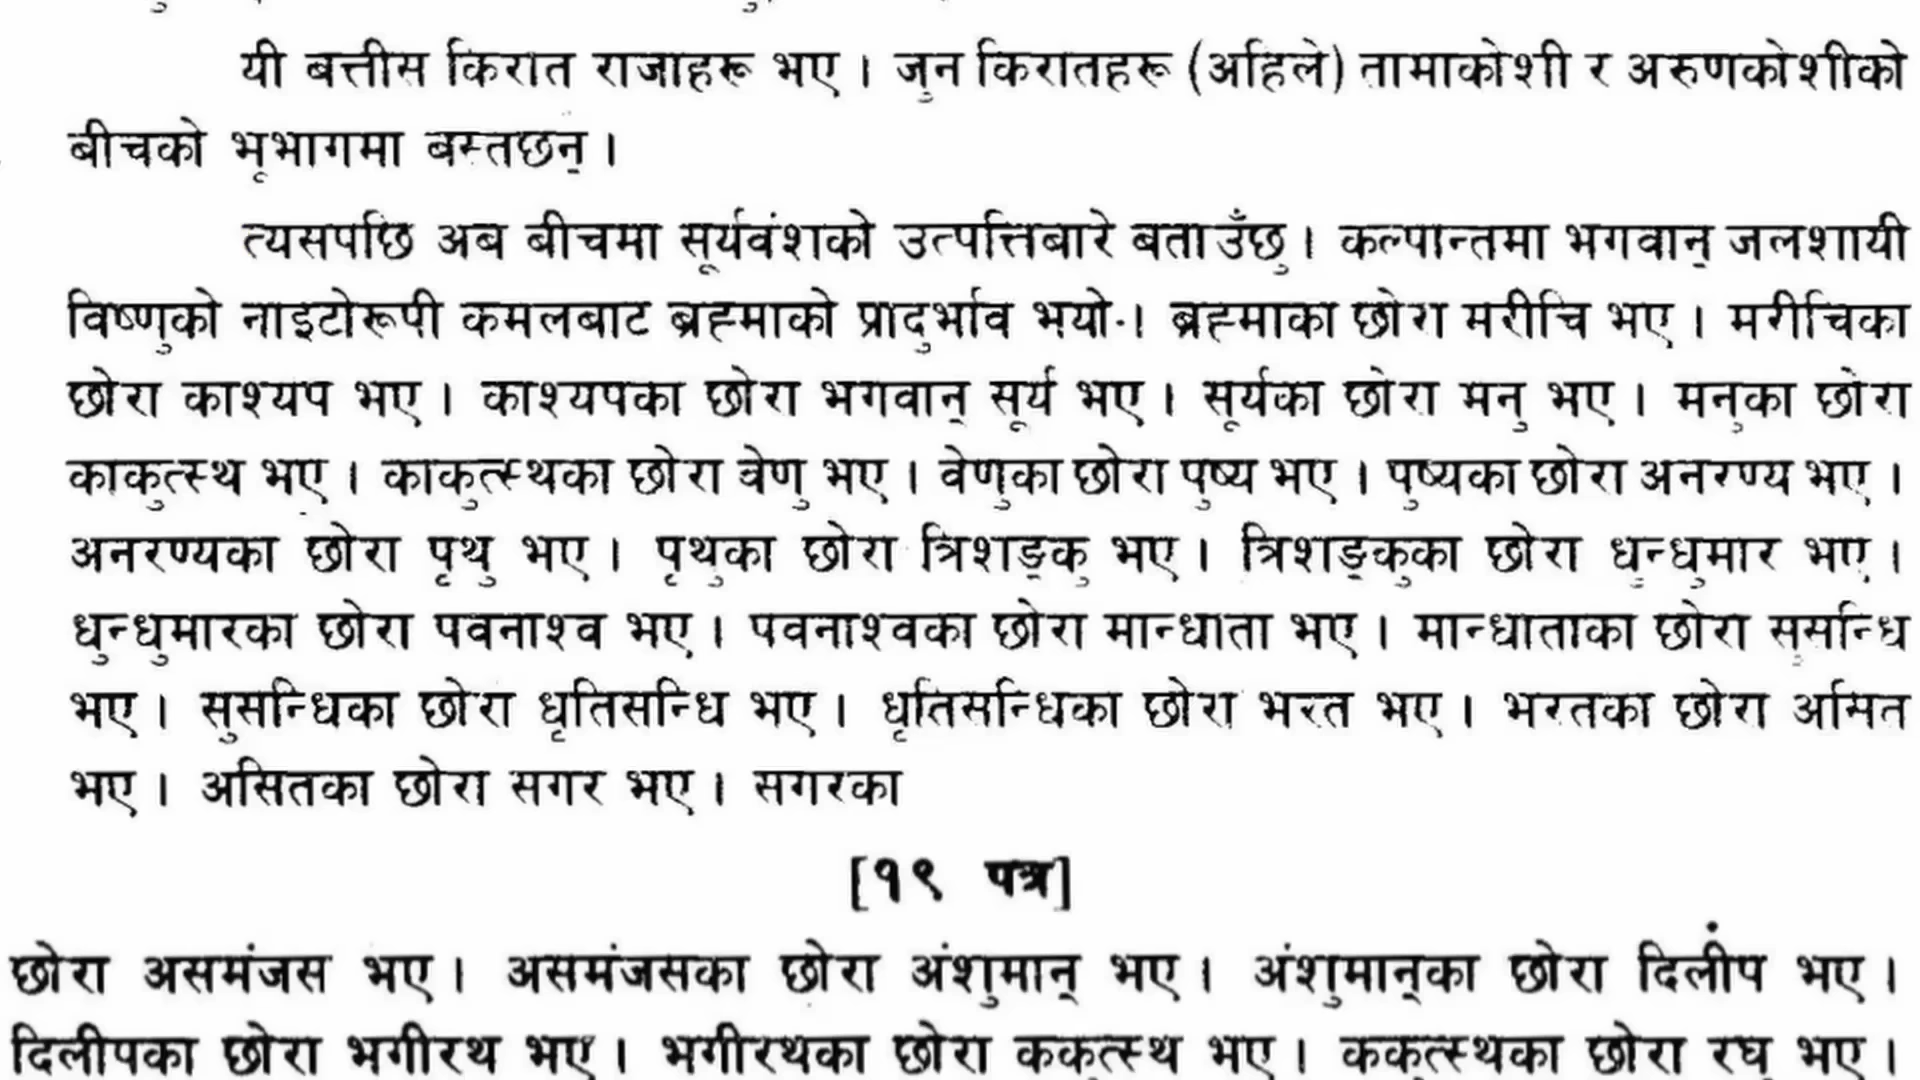 यी बत्तीस किरात राजाहरू भए । जुन किरातहरू (अहिले) तामाकोशी र अरुणकोशीको
बीचको भूभागमा बस्तछन् ।
त्यसपछि अब बीचमा सूर्यवंशको उत्पत्तिबारे बताउँछु । कल्पान्तमा भगवान् जलशायी
विष्णुको नाइटोरूपी कमलबाट ब्रह्माको प्रादुर्भाव भयो । ब्रह्माका छोरा मरीचि भए । मरीचिका
छोरा काश्यप भए । काश्यपका छोरा भगवान् सूर्य भए । सूर्यका छोरा मनु भए । मनुका छोरा
काकुत्स्थ भए । काकुत्स्थका छोरा वेणु भए । वेणुका छोरा पुष्य भए । पुष्यका छोरा अनरण्य भए ।
अनरण्यका छोरा पृथु भए । पृथुका छोरा त्रिशङ्कु भए । त्रिशङ्कुका छोरा धुन्धुमार भए ।
धुन्धुमारका छोरा पवनाश्व भए । पवनाश्वका छोरा मान्धाता भए । मान्धाताका छोरा सुसन्धि
भए । सुसन्धिका छोरा धृतिसन्धि भए । धृतिसन्धिका छोरा भरत भए । भरतका छोरा असित
भए । असितका छोरा सगर भए । सगरका
[१९ पत्र]
छोरा असमंजस भए । असमंजसका छोरा अंशुमान् भए । अंशुमान्का छोरा दिलीप भए ।
दिलीपका छोरा भगीरथ भए । भगीरथका छोरा ककुत्स्थ भए । ककुत्स्थका छोरा रघु भए ।